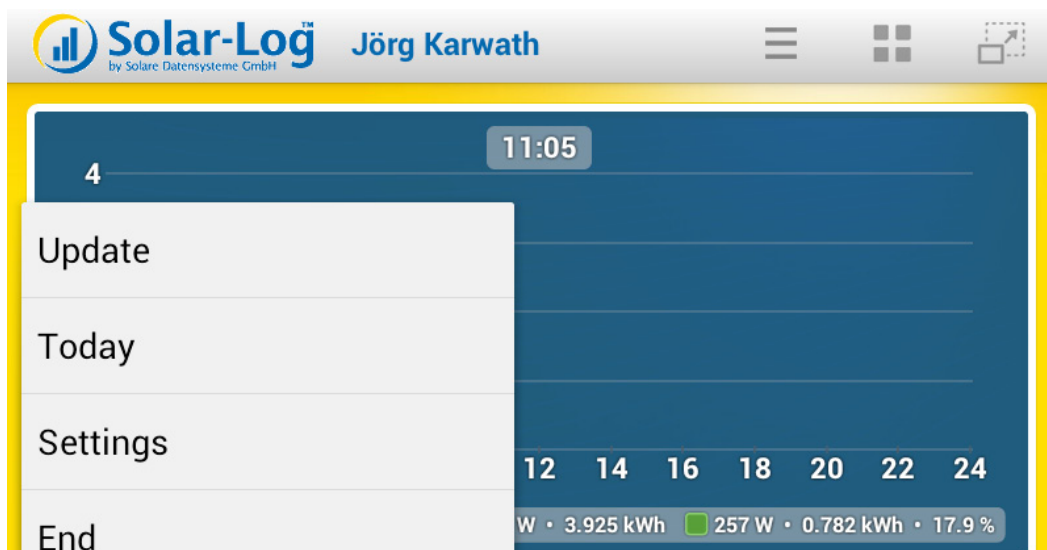 Solar-Log™ Jörg Karwath
by Solare Datensysteme GmbH
11:05
4
Update
Today
Settings
12 14 16 18 20 22 24
W • 3.925 kWh 257 W • 0.782 kWh • 17.9 %
End